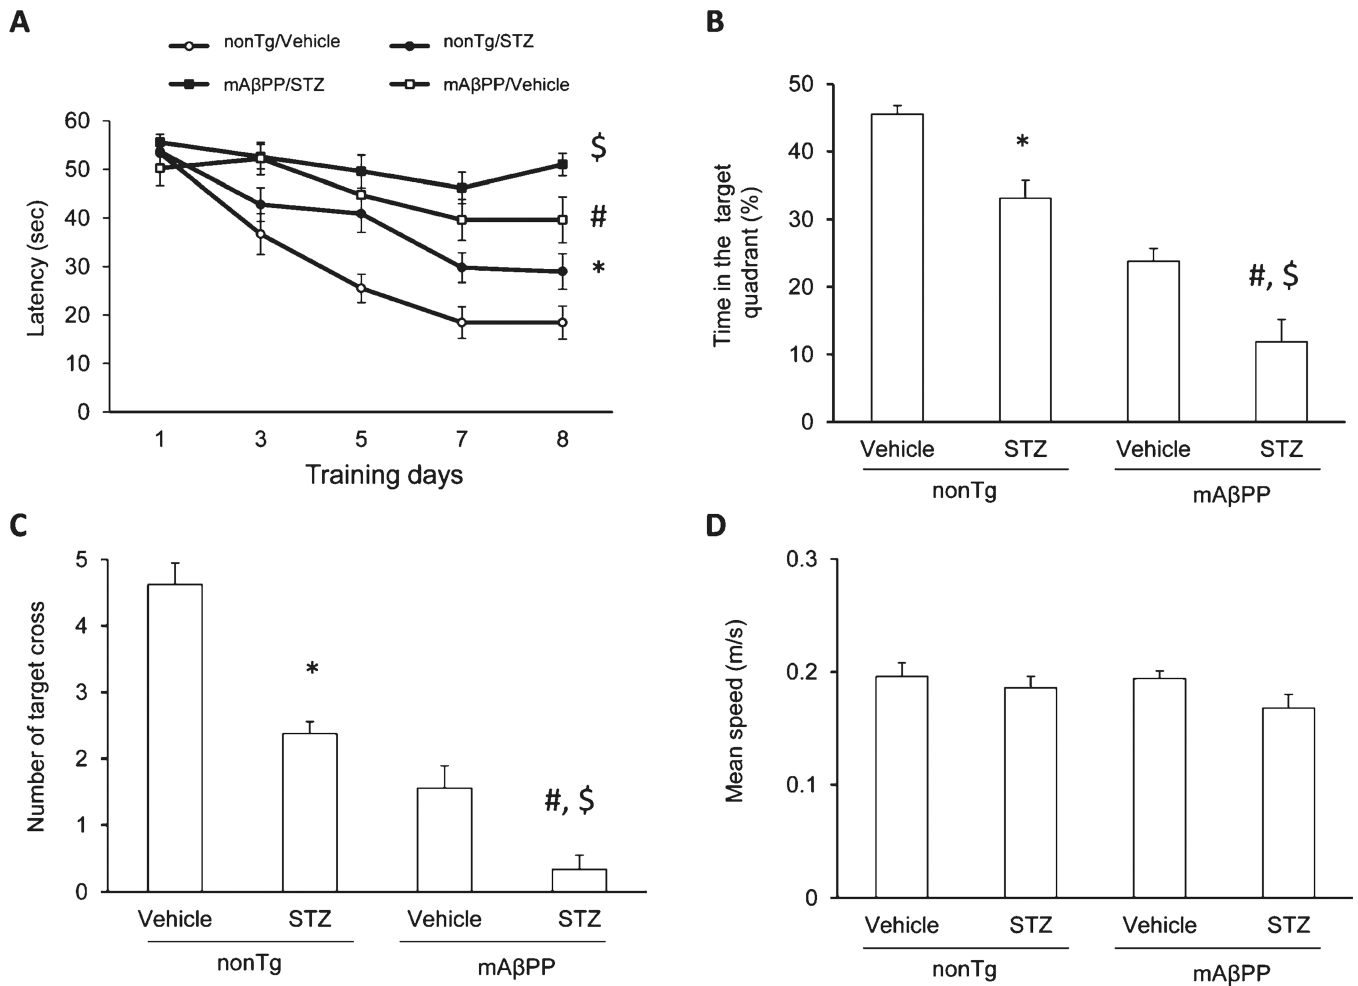 A
nonTg/Vehicle
nonTg/STZ
mAβPP/STZ
mAβPP/Vehicle
60
50
40
30
20
10
0
Latency (sec)
$
#
*
1 3 5 7 8
Training days
B
50
40
30
20
10
0
Time in the target
quadrant (%)
*
#, $
Vehicle STZ Vehicle STZ
nonTg mAβPP
C
5
4
3
2
1
0
Number of target cross
*
#, $
Vehicle STZ Vehicle STZ
nonTg mAβPP
D
0.3
0.2
0.1
0
Mean speed (m/s)
Vehicle STZ Vehicle STZ
nonTg mAβPP